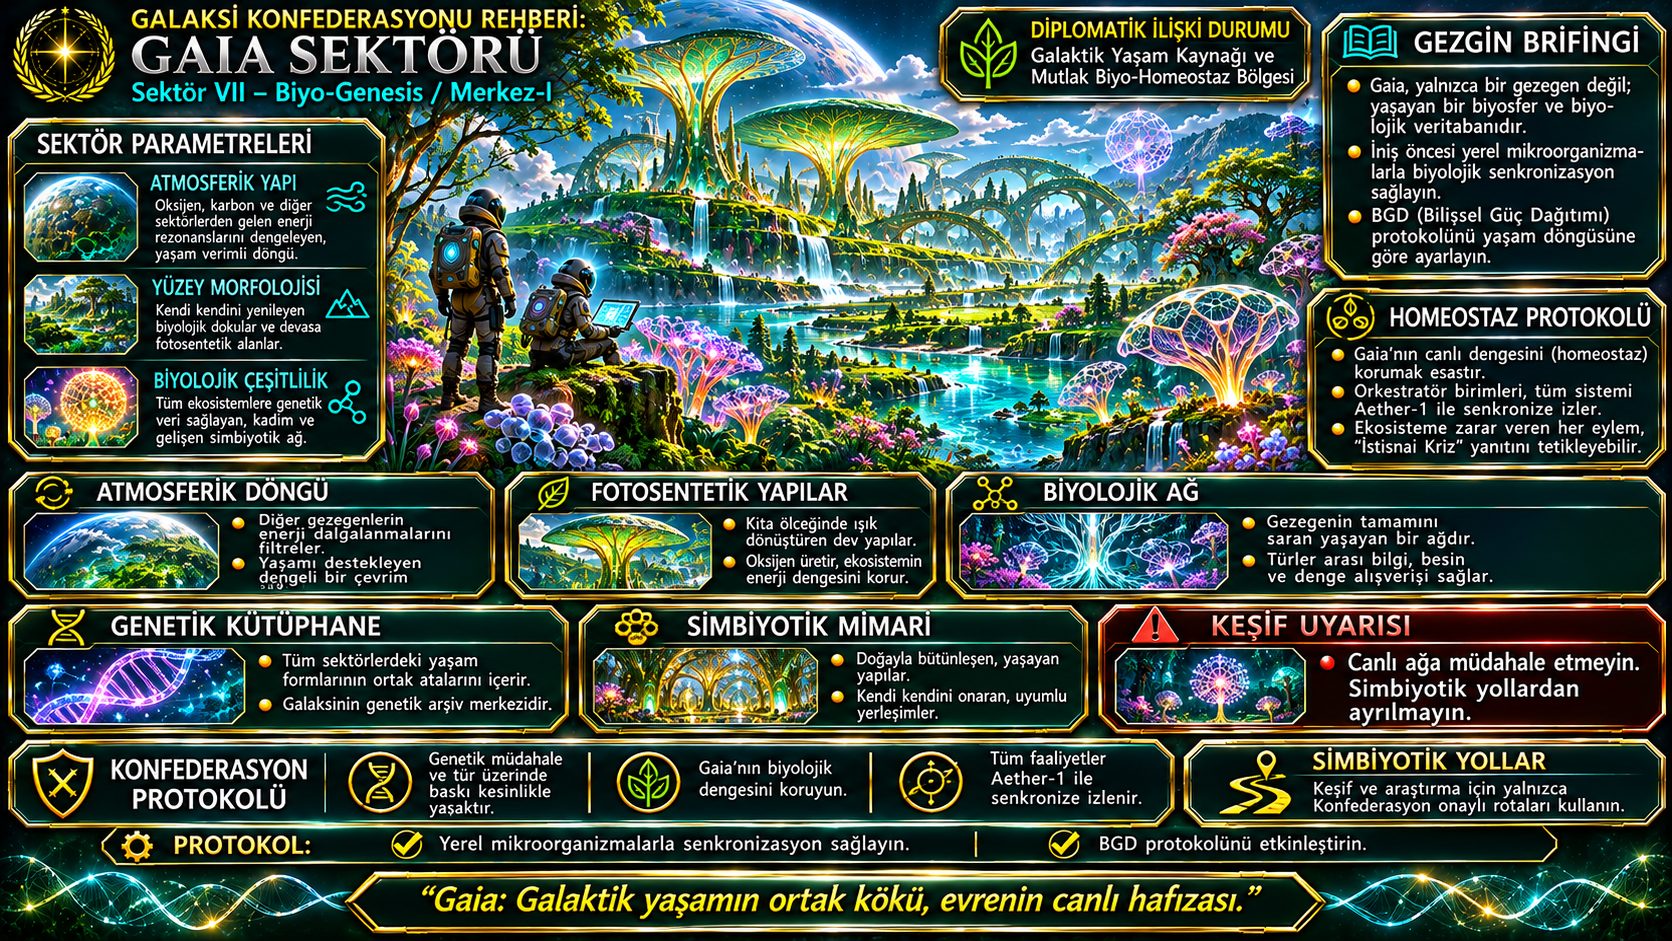 GALAKSİ KONFEDERASYONU REHBERİ:
GAIA SEKTÖRÜ
Sektör VII – Biyo-Genesis / Merkez-I
DİPLOMATİK İLİŞKİ DURUMU
Galaktik Yaşam Kaynağı ve
Mutlak Biyo-Homeostaz Bölgesi
GEZGİN BRİFİNGİ
Gaia, yalnızca bir gezegen değil;
yaşayan bir biyosfer ve biyo-
lojik veritabanıdır.
İniş öncesi yerel mikroorganizma-
larla biyolojik senkronizasyon
sağlayın.
BGD (Bilişsel Güç Dağıtımı)
protokolünü yaşam döngüsüne
göre ayarlayın.
SEKTÖR PARAMETRELERİ
ATMOSFERİK YAPI
Oksijen, karbon ve diğer
sektörlerden gelen enerji
rezonanslarını dengeleyen,
yaşam verimli döngü.
YÜZEY MORFOLOJİSİ
Kendi kendini yenileyen
biyolojik dokular ve devasa
fotosentetik alanlar.
BİYOLOJİK ÇEŞİTLİLİK
Tüm ekosistemlere genetik
veri sağlayan, kadim ve
gelişen simbiyotik ağ.
HOMEOSTAZ PROTOKOLÜ
Gaia'nın canlı dengesini (homeostaz)
korumak esastır.
Orkestratör birimleri, tüm sistemi
Aether-1 ile senkronize izler.
Ekosisteme zarar veren her eylem,
"İstisnai Kriz" yanıtını tetikleyebilir.
ATMOSFERİK DÖNGÜ
Diğer gezegenlerin
enerji dalgalanmalarını
filtreler.
Yaşamı destekleyen
dengeli bir çevrim
FOTOSENTETİK YAPILAR
Kita ölçeğinde ışık
dönüştüren dev yapılar.
Oksijen üretir, ekosistemin
enerji dengesini korur.
BİYOLOJİK AĞ
Gezegenin tamamını
saran yaşayan bir ağdır.
Türler arası bilgi, besin
ve denge alışverişi sağlar.
GENETİK KÜTÜPHANE
Tüm sektörlerdeki yaşam
formlarının ortak atalarını içerir.
Galaksinin genetik arşiv merkezidir.
SİMBİYOTİK MİMARİ
Doğayla bütünleşen, yaşayan
yapılar.
Kendi kendini onaran, uyumlu
yerleşimler.
KEŞİF UYARISI
Canlı ağa müdahale etmeyin.
Simbiyotik yollardan
ayrılmayın.
KONFEDERASYON
PROTOKOLÜ
Genetik müdahale
ve tür üzerinde
baskı kesinlikle
yasaktır.
Gaia'nın biyolojik
dengesini koruyun.
Tüm faaliyetler
Aether-1 ile
senkronize izlenir.
SİMBİYOTİK YOLLAR
Keşif ve araştırma için yalnızca
Konfederasyon onaylı rotaları kullanın.
PROTOKOL:
Yerel mikroorganizmalarla senkronizasyon sağlayın.
BGD protokolünü etkinleştirin.
"Gaia: Galaktik yaşamın ortak kökü, evrenin canlı hafızası."